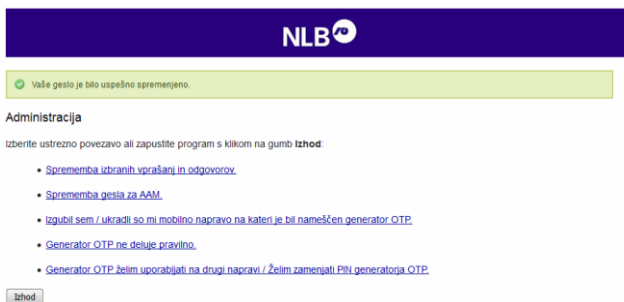 NLB
Vaše geslo je bilo uspešno spremenjeno.
Administracija
Izberite ustrezno povezavo ali zapustite program s klikom na gumb Izhod:
Sprememba izbranih vprašanj in odgovorov.
Sprememba gesla za AAM.
Izgubil sem / ukradli so mi mobilno napravo na kateri je bil nameščen generator OTP.
Generator OTP ne deluje pravilno.
Generator OTP želim uporabljati na drugi napravi / Želim zamenjati PIN generatorja OTP.
Izhod